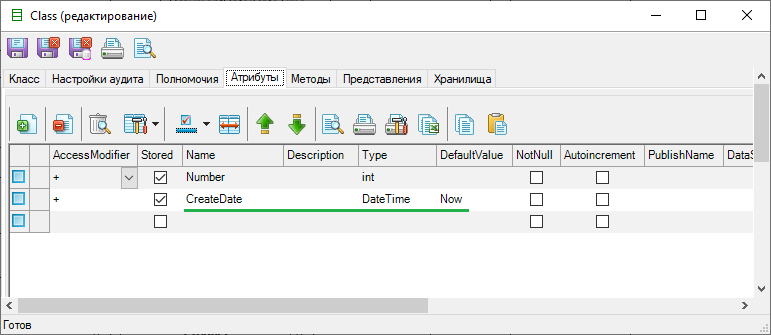 Class (редактирование)
Класс Настройки аудита Полномочия Атрибуты Методы Представления Хранилища
AccessModifier Stored Name Description Type DefaultValue NotNull Autoincrement PublishName DataS
+ Number int
+ CreateDate DateTime Now
Готов